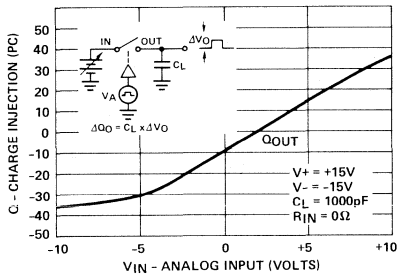 Q - CHARGE INJECTION (PC)
50
40
30
20
10
0
-10
-20
-30
-40
-50
IN
OUT
ΔVO
CL
VA
ΔQO = CL x ΔVO
QOUT
V+ = +15V
V- = -15V
CL = 1000pF
RIN = 0Ω
-10
-5
0
+5
+10
VIN - ANALOG INPUT (VOLTS)